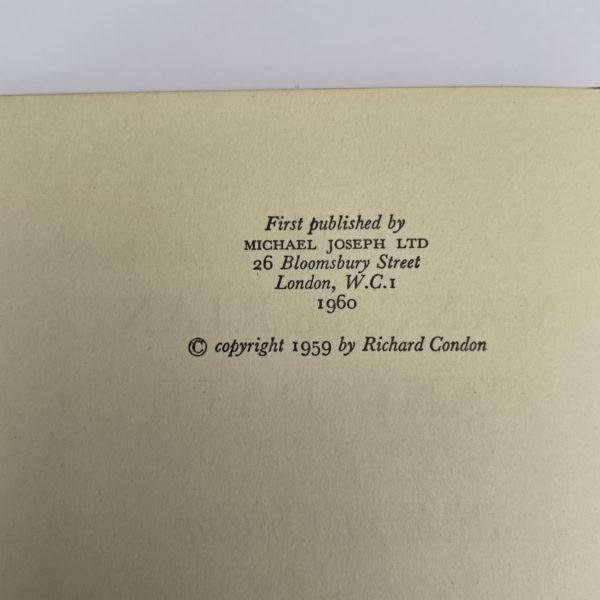 First published by
MICHAEL JOSEPH LTD
26 Bloomsbury Street
London, W.C.1
1960
© copyright 1959 by Richard Condon